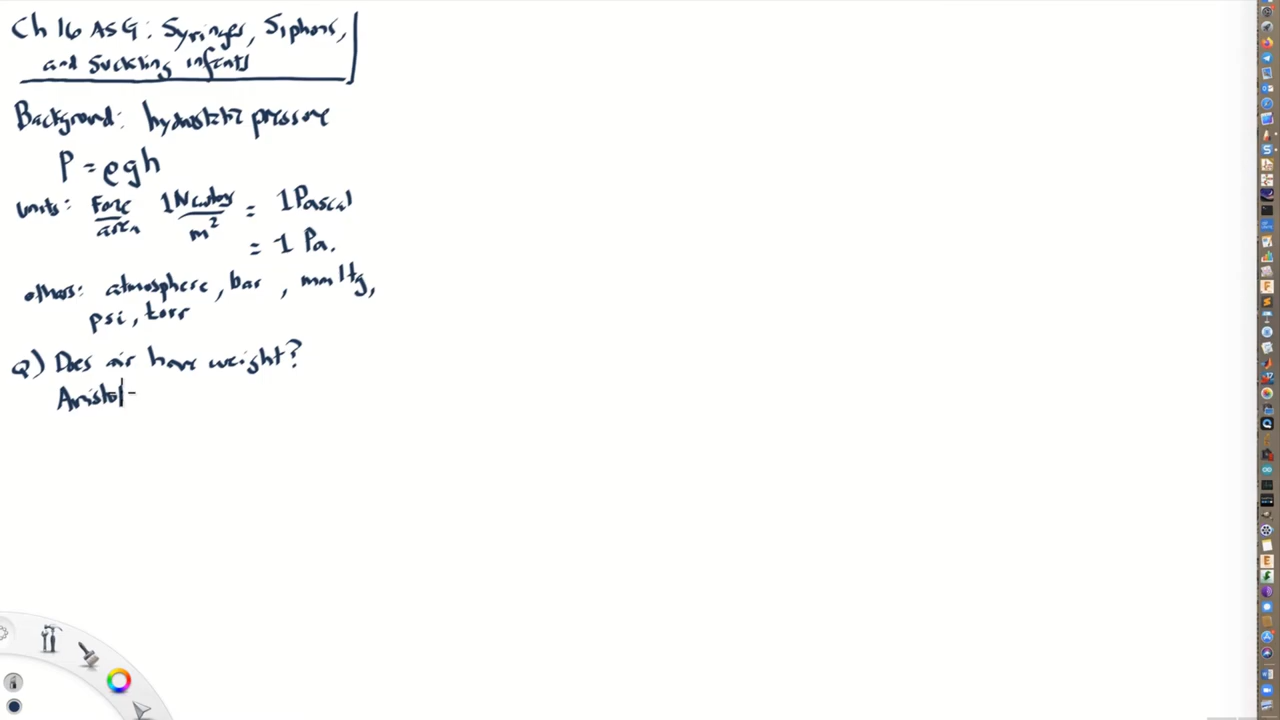 Ch 16 ASG: Syringes, Siphons,
and Suckling infants
Background: hydrostatic pressure
P = ρgh
units: Force/area 1 Newton/m² = 1 Pascal
= 1 Pa.
others: atmosphere, bar, mmHg,
psi, torr
Q) Does air have weight?
Aristot